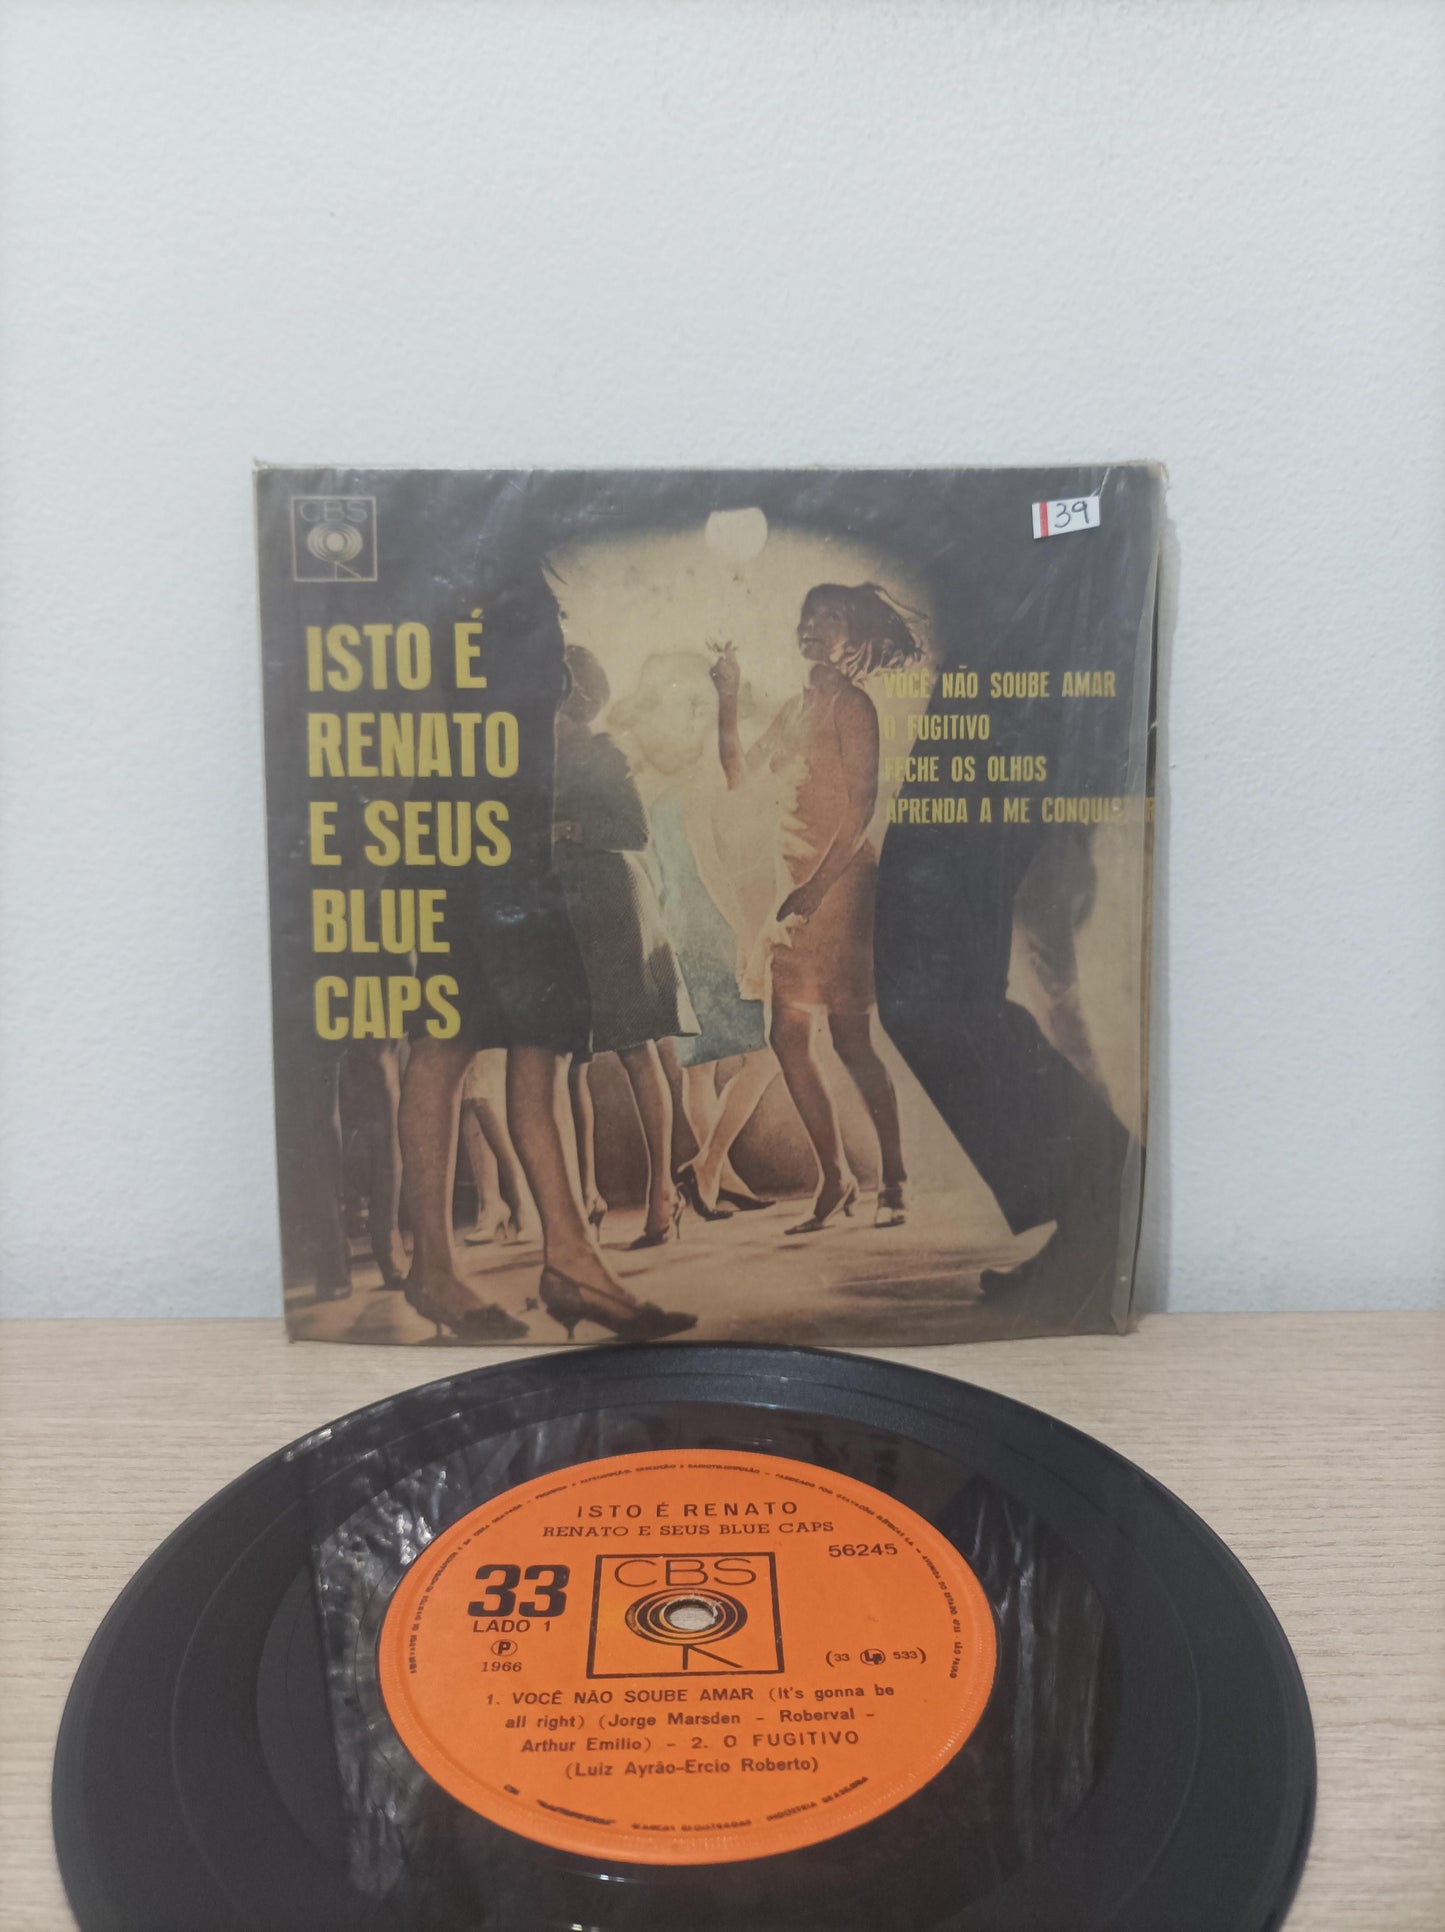 CBS
39
ISTO É
RENATO
E SEUS
BLUE
CAPS
VOCÊ NÃO SOUBE AMAR
O FUGITIVO
FECHE OS OLHOS
APRENDA A ME
ISTO É RENATO
RENATO E SEUS BLUE CAPS
56245
33
CBS
LADO 1
P
1966
(33 LP 533)
1. VOCÊ NÃO SOUBE AMAR (It's gonna be
all right) (Jorge Marsden - Roberval -
Arthur Emilio) - 2. O FUGITIVO
(Luiz Ayrão-Ercio Roberto)
INDÚSTRIA BRASILEIRA